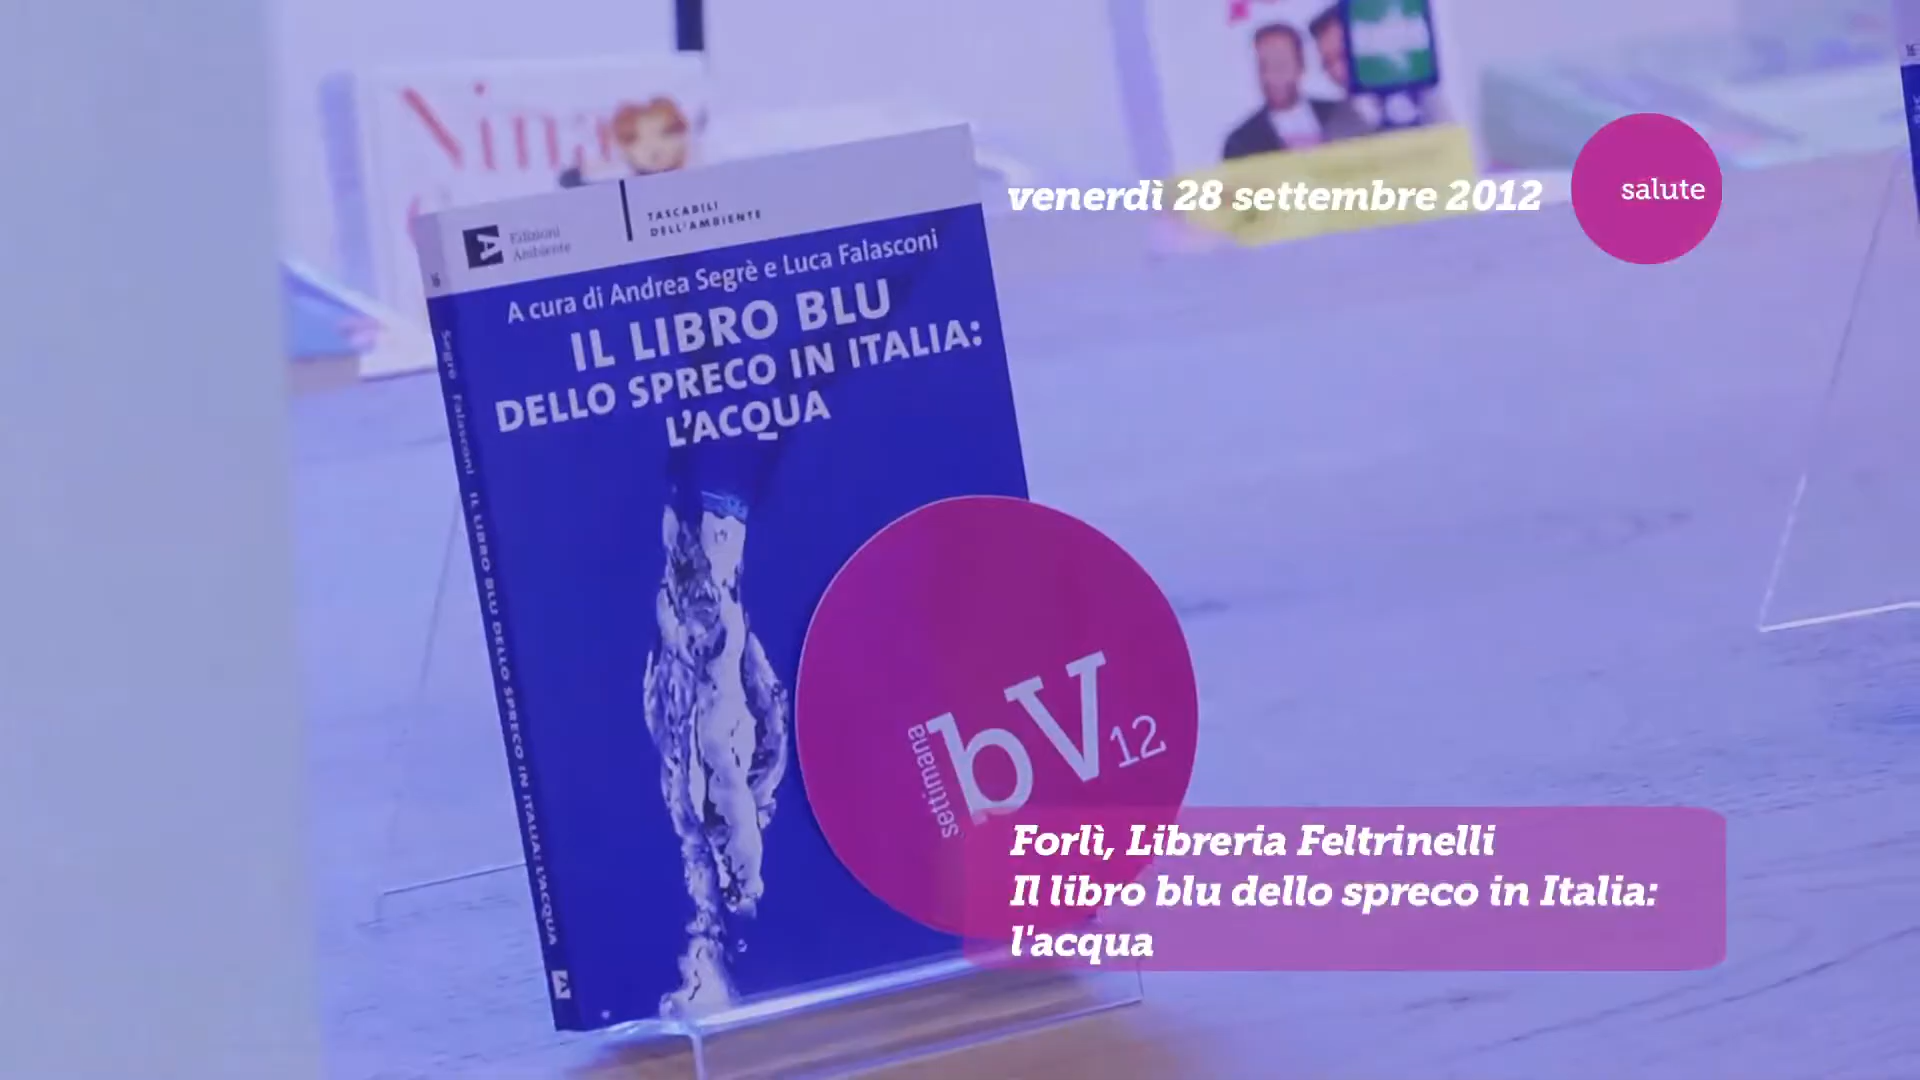 Nina
venerdì 28 settembre 2012
salute
Edizioni
Ambiente
TASCABILI
DELL'AMBIENTE
A cura di Andrea Segrè e Luca Falasconi
IL LIBRO BLU
DELLO SPRECO IN ITALIA:
L'ACQUA
Segrè Falasconi IL LIBRO BLU DELLO SPRECO IN ITALIA: L'ACQUA
settimana
bV12
Forlì, Libreria Feltrinelli
Il libro blu dello spreco in Italia:
l'acqua